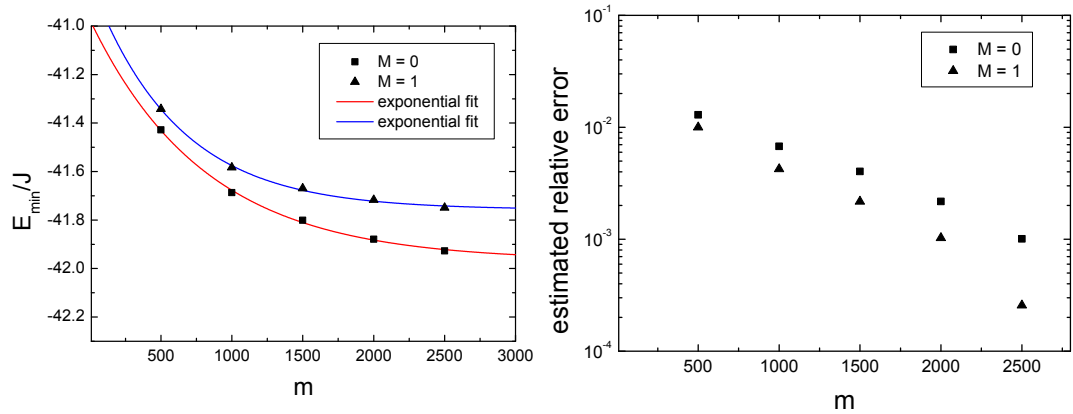 -41.0
-41.2
-41.4
-41.6
-41.8
-42.0
-42.2
E_min/J
500 1000 1500 2000 2500 3000
m
M = 0
M = 1
exponential fit
exponential fit
10^-1
10^-2
10^-3
10^-4
estimated relative error
500 1000 1500 2000 2500
m
M = 0
M = 1